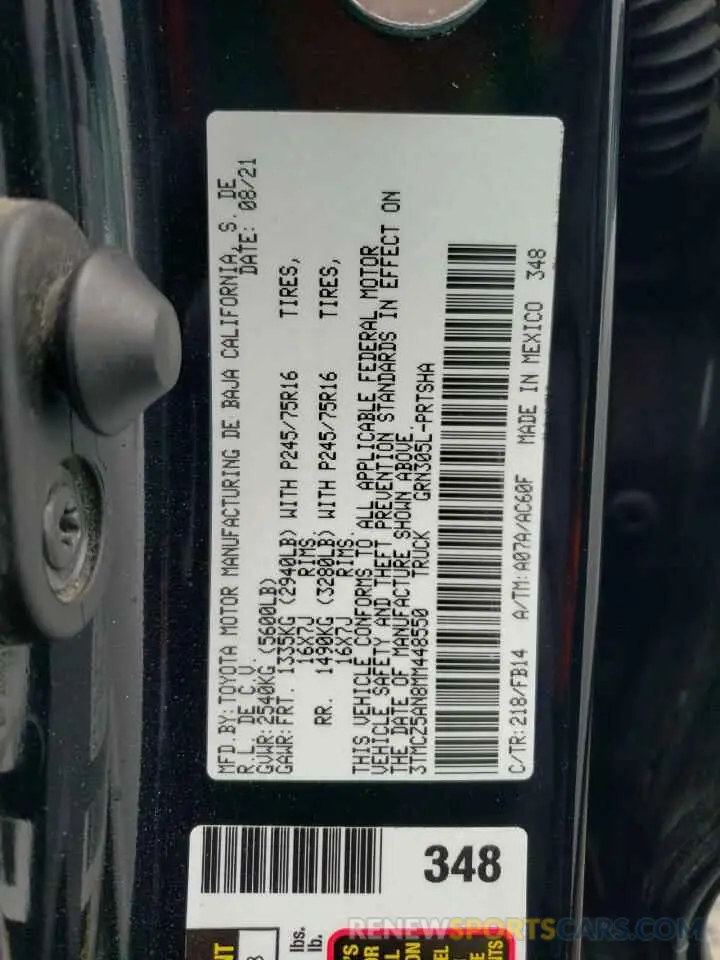 MFD.BY:TOYOTA MOTOR MANUFACTURING DE BAJA CALIFORNIA, S. DE
R.L. DE C.V. DATE: 08/21
GVWR:2540KG (5600LB)
GAWR:FRT. 1335KG (2940LB) WITH P245/75R16 TIRES,
16X7J RIMS.
RR. 1490KG (3280LB) WITH P245/75R16 TIRES,
16X7J RIMS.
THIS VEHICLE CONFORMS TO ALL APPLICABLE FEDERAL MOTOR
VEHICLE SAFETY AND THEFT PREVENTION STANDARDS IN EFFECT ON
THE DATE OF MANUFACTURE SHOWN ABOVE.
3TMCZ5AN8MM448550 TRUCK GRN305L-PRTSHA
C/TR:218/FB14 A/TM:A07A/AC60F MADE IN MEXICO 348
348
lbs.
lb.
RENEWSPORTSCARS.COM